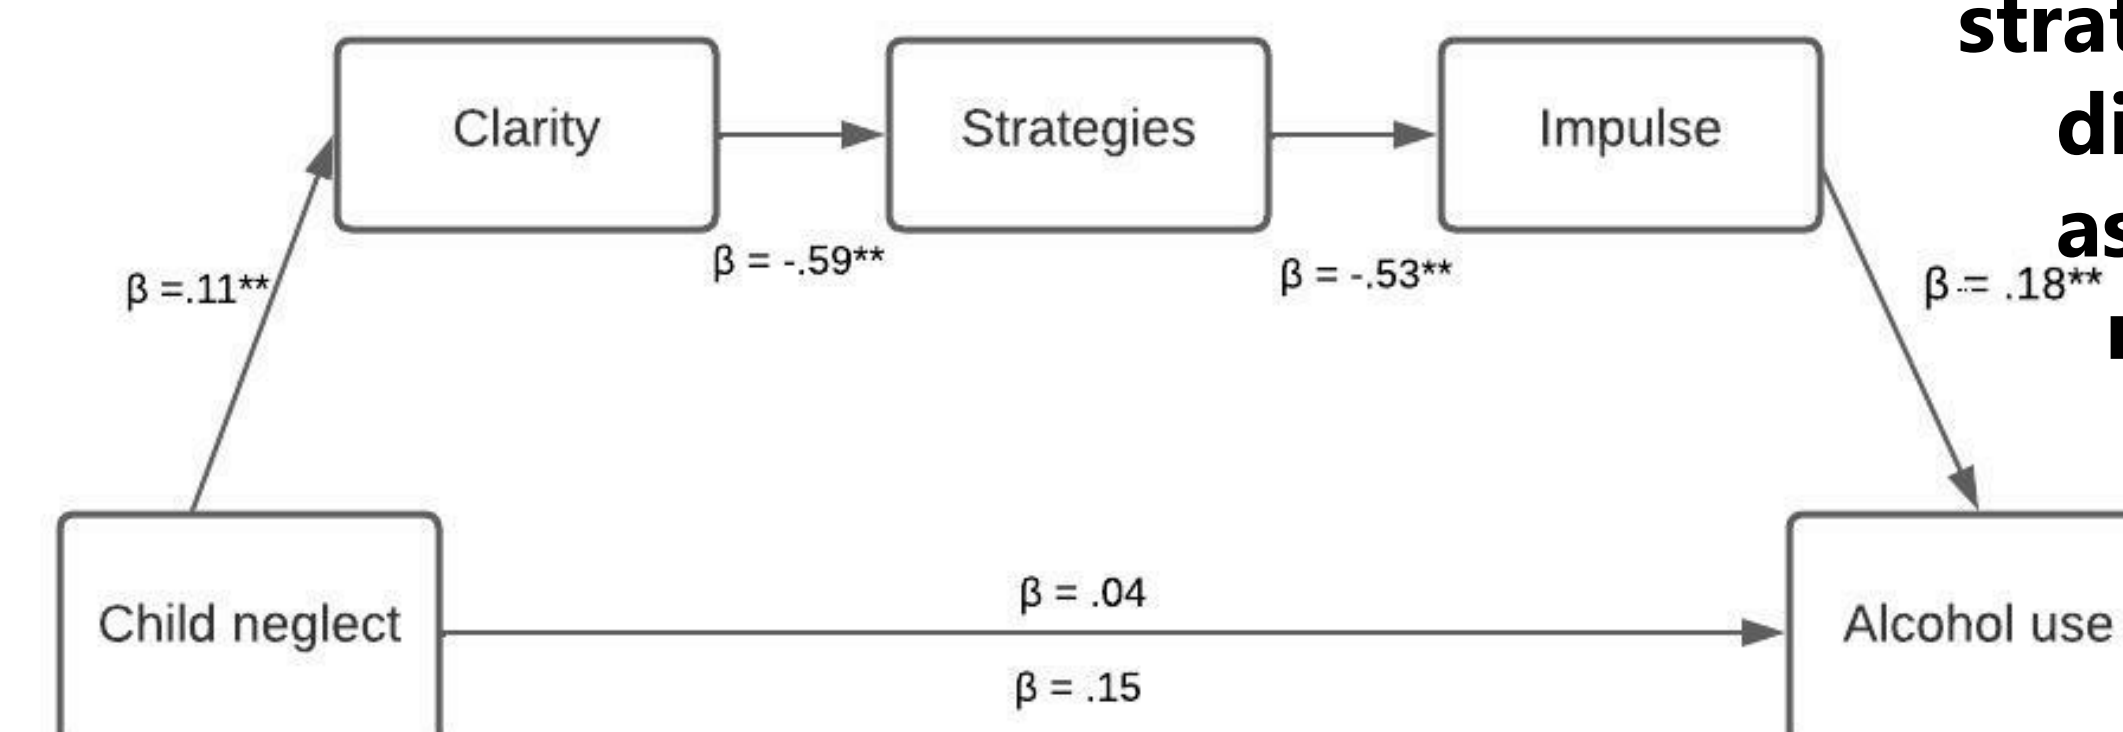 Clarity
Strategies
Impulse
β =.11**
β = -.59**
β = -.53**
β = .18**
Child neglect
β = .04
β = .15
Alcohol use